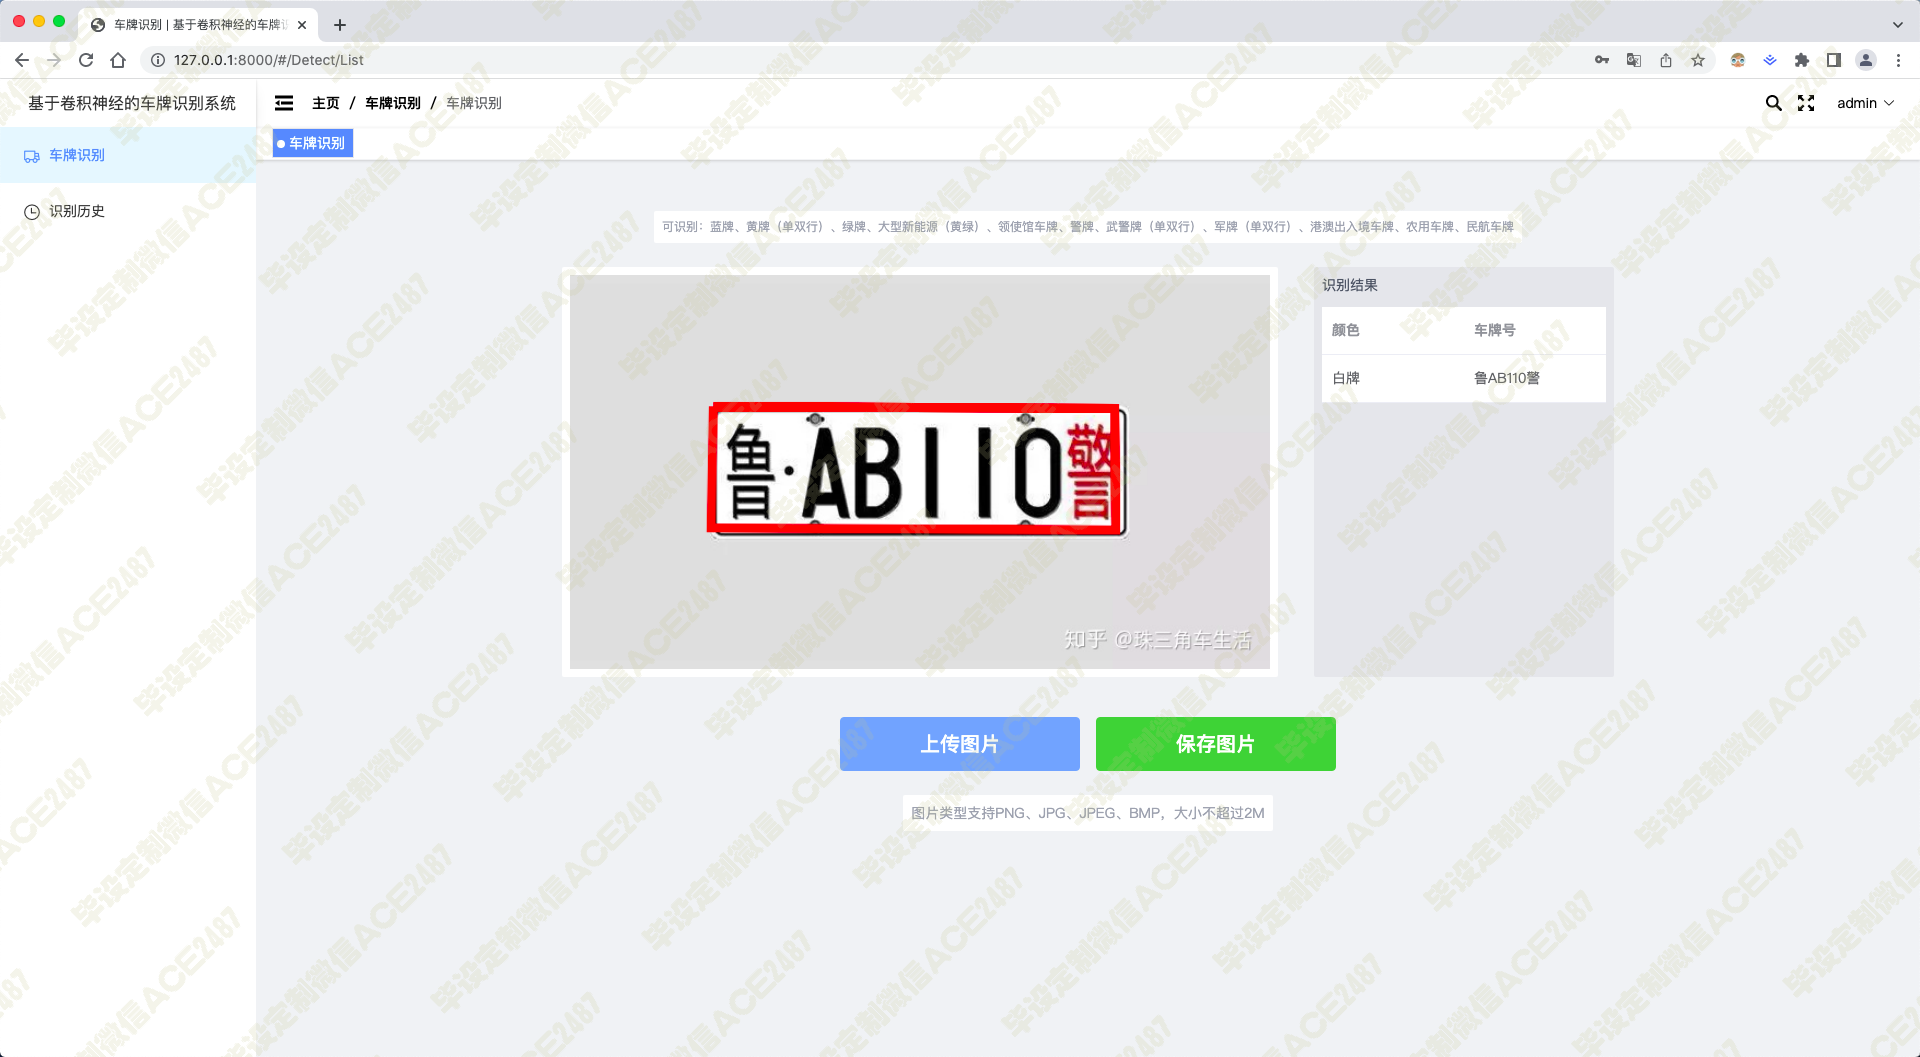 车牌识别 | 基于卷积神经的车牌识
127.0.0.1:8000/#/Detect/List
基于卷积神经的车牌识别系统
主页 / 车牌识别 / 车牌识别
admin
车牌识别
车牌识别
识别历史
可识别：蓝牌、黄牌（单双行）、绿牌、大型新能源（黄绿）、领使馆车牌、警牌、武警牌（单双行）、军牌（单双行）、港澳出入境车牌、农用车牌、民航车牌
鲁·AB110警
知乎 @珠三角车生活
识别结果
颜色 车牌号
白牌 鲁AB110警
上传图片
保存图片
图片类型支持PNG、JPG、JPEG、BMP，大小不超过2M
毕设定制微信ACE2487